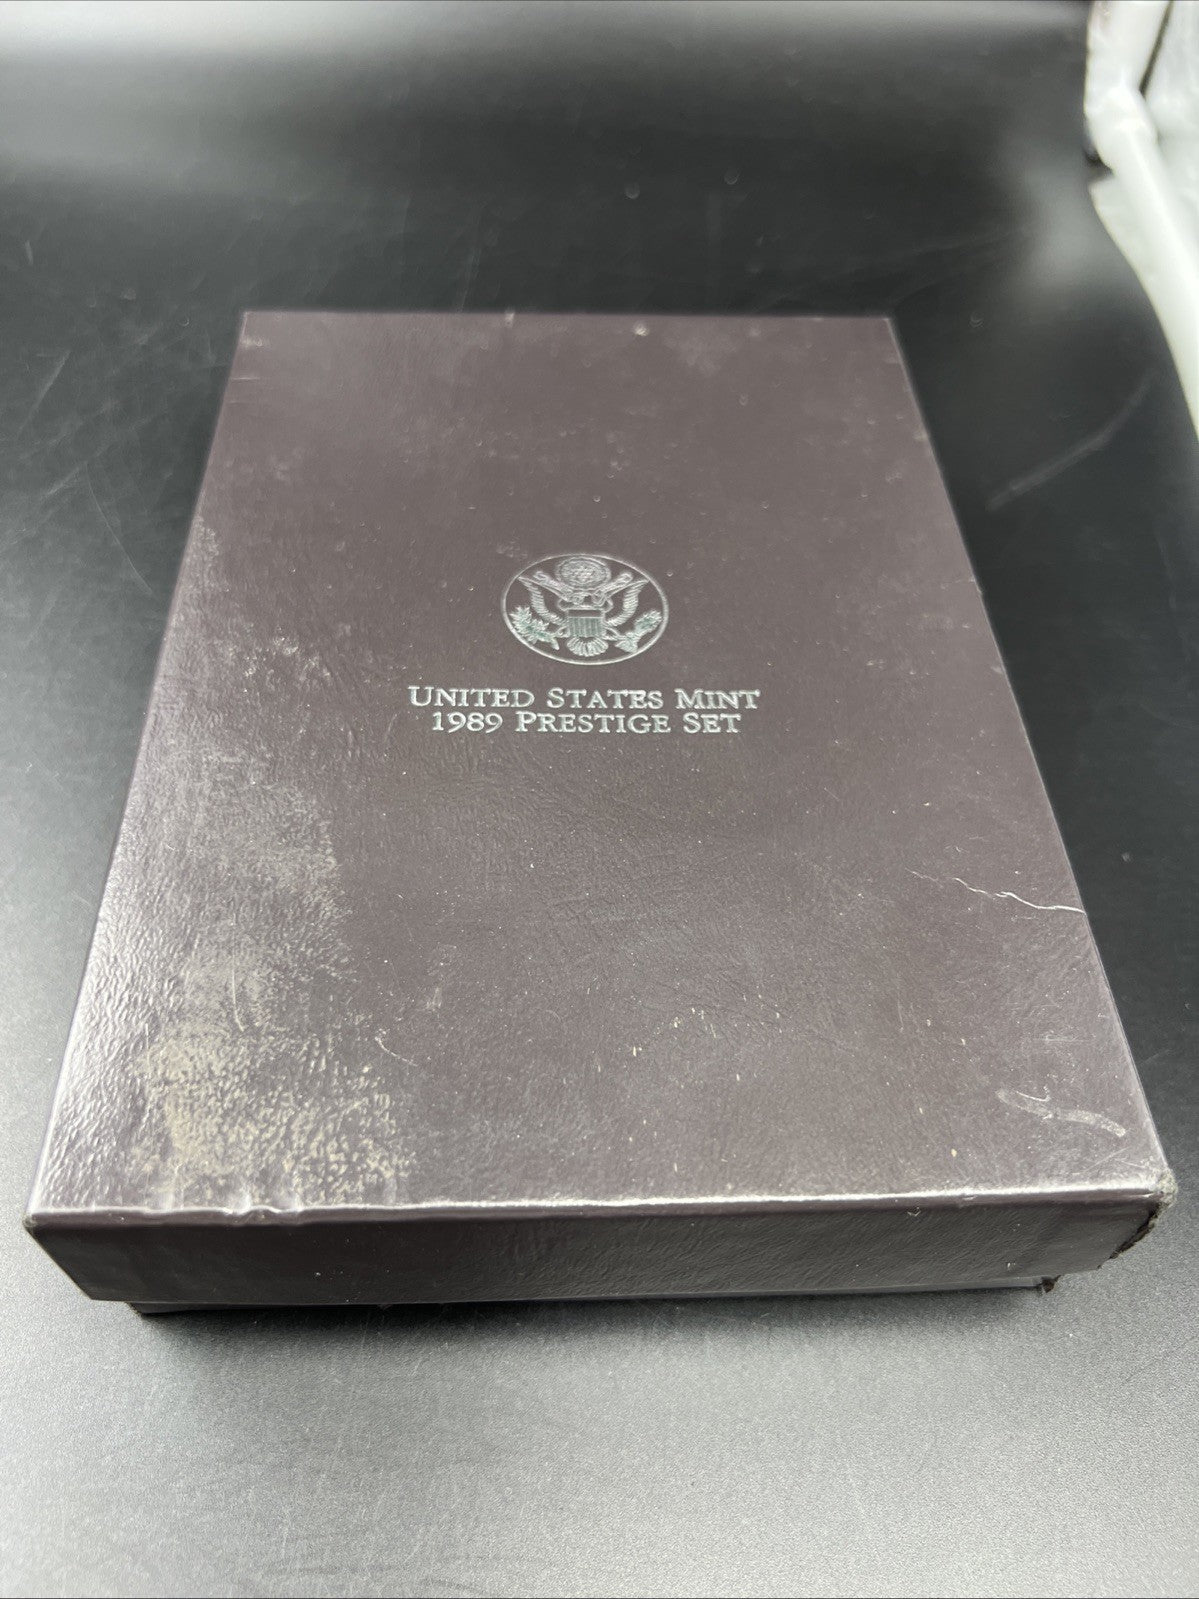 UNITED STATES MINT
1989 PRESTIGE SET